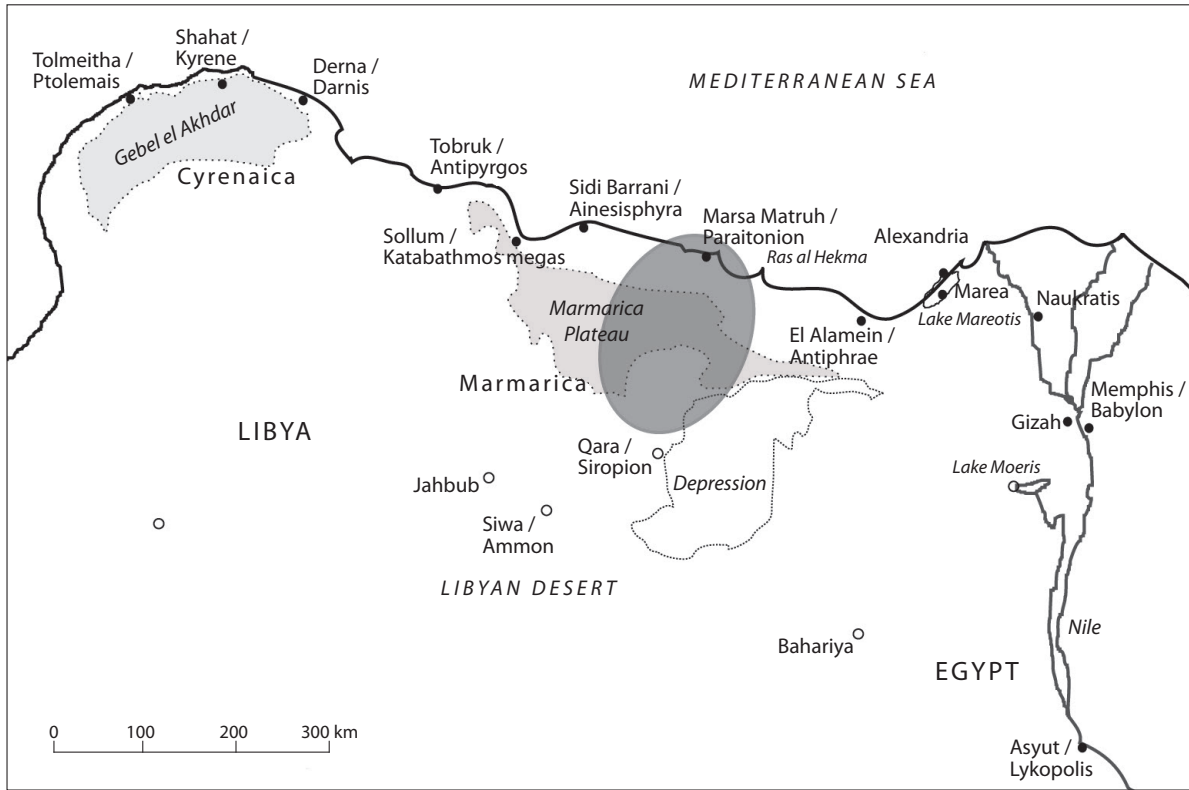 Shahat /
Kyrene
Tolmeitha /
Ptolemais
Derna /
Darnis
MEDITERRANEAN SEA
Gebel el Akhdar
Cyrenaica
Tobruk /
Antipyrgos
Sidi Barrani /
Ainesisphyra
Marsa Matruh /
Paraitonion
Ras al Hekma
Alexandria
Sollum /
Katabathmos megas
Marea
Lake Mareotis
Naukratis
Marmarica
Plateau
El Alamein /
Antiphrae
Marmarica
Memphis /
Babylon
Gizah
LIBYA
Qara /
Siropion
Lake Moeris
Jahbub
Depression
Siwa /
Ammon
LIBYAN DESERT
Bahariya
Nile
EGYPT
0 100 200 300 km
Asyut /
Lykopolis